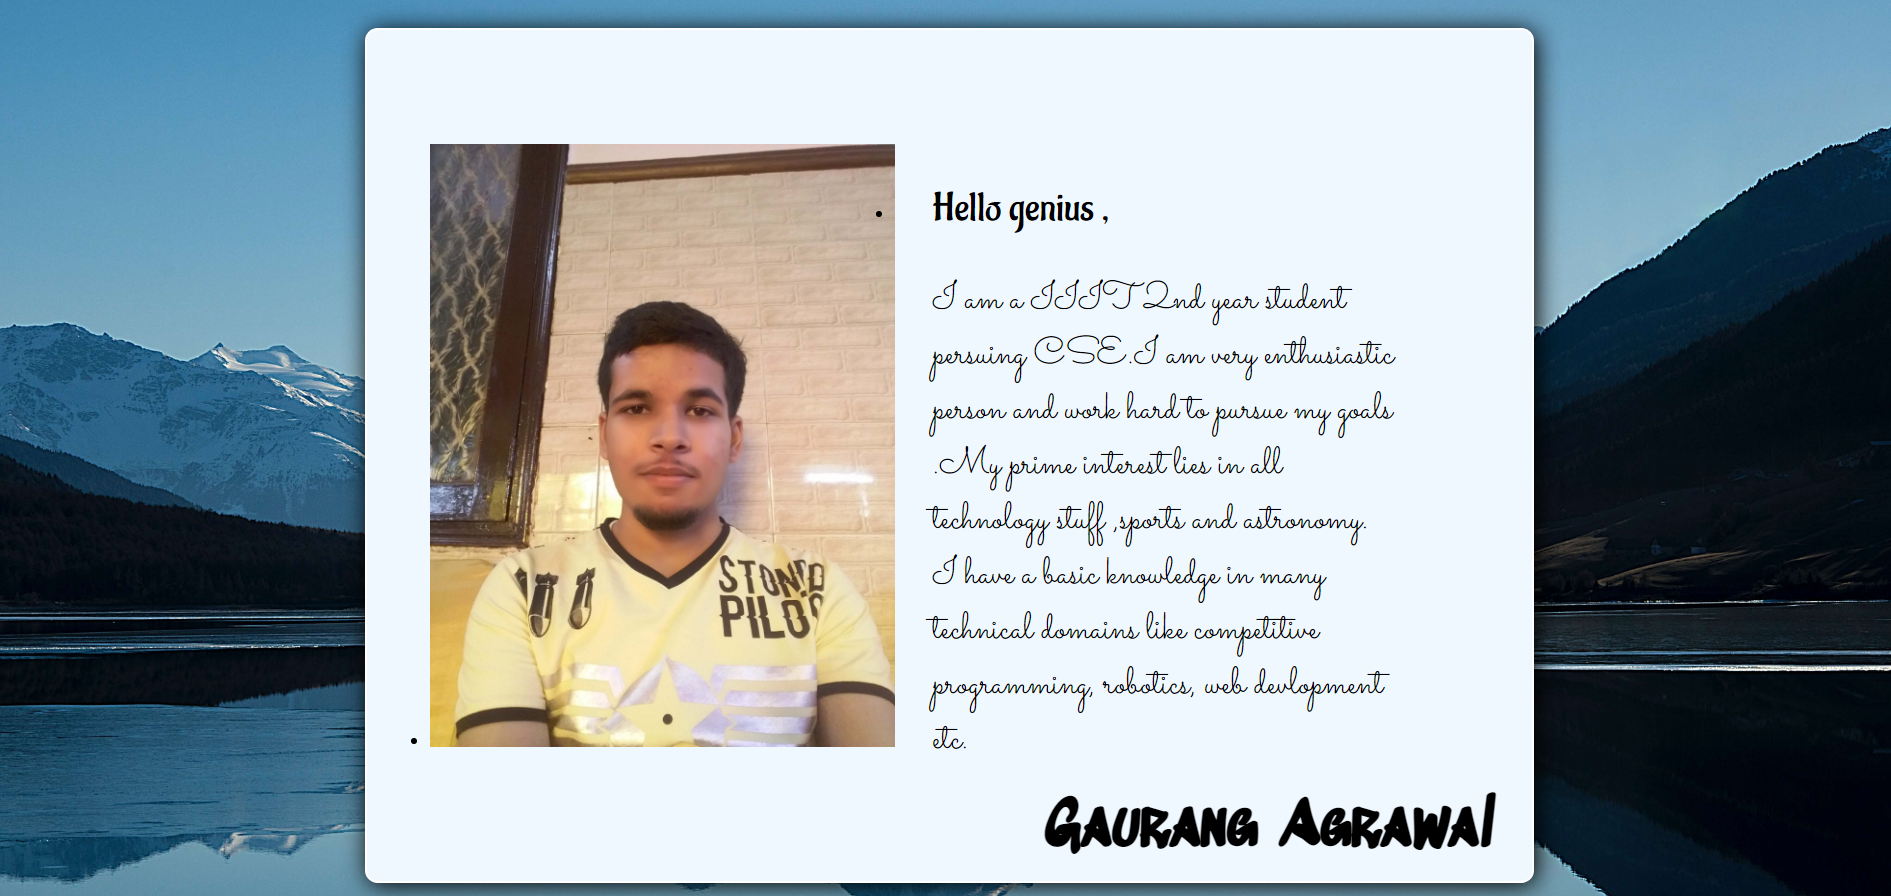 Hello genius ,
I am a IIIT 2nd year student
persuing CSE.I am very enthusiastic
person and work hard to pursue my goals
.My prime interest lies in all
technology stuff ,sports and astronomy.
I have a basic knowledge in many
technical domains like competitive
programming, robotics, web devlopment
etc.
STON
PILO
Gaurang Agrawal